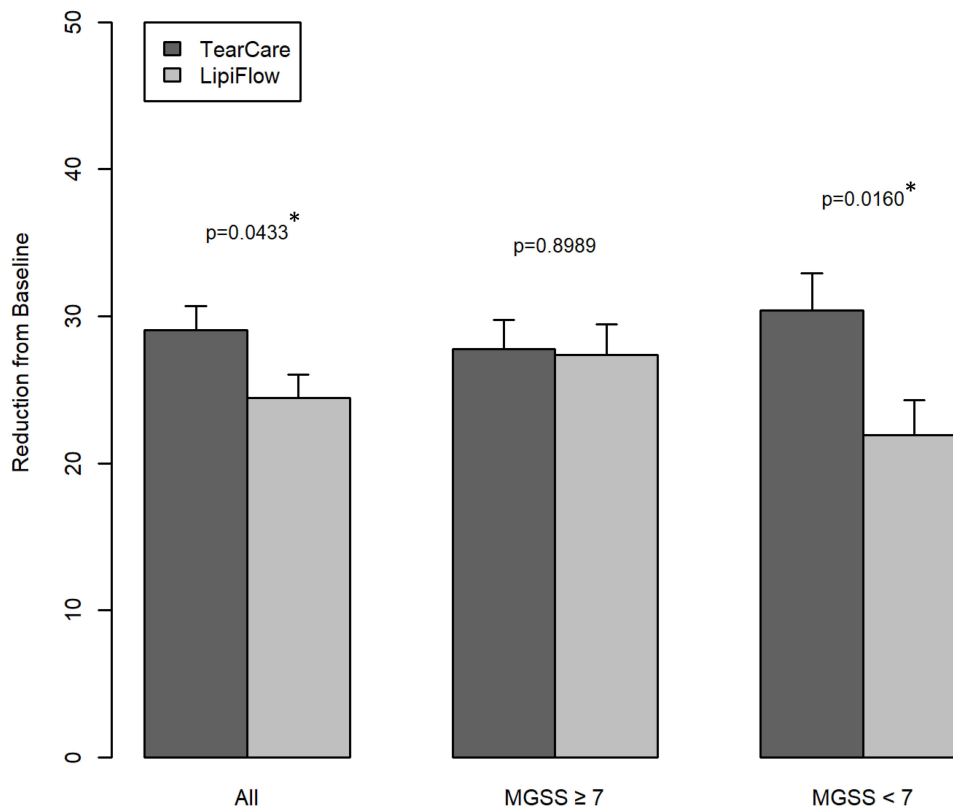 50
TearCare
LipiFlow
40
p=0.0433*
p=0.8989
p=0.0160*
30
Reduction from Baseline
20
10
0
All
MGSS ≥ 7
MGSS < 7